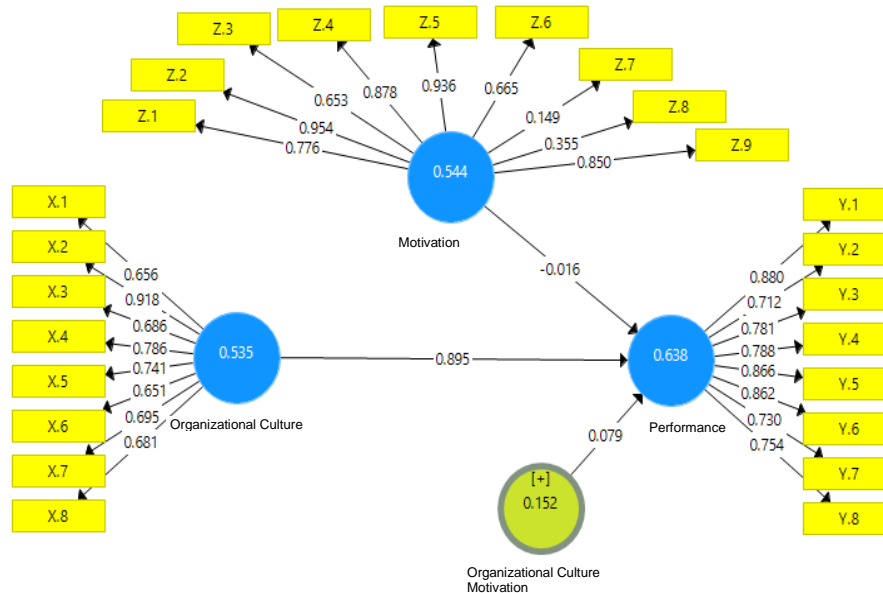 Z.3
Z.4
Z.5
Z.6
Z.2
Z.7
Z.1
Z.8
Z.9
0.653
0.878
0.936
0.665
0.954
0.149
0.776
0.355
0.850
0.544
Motivation
X.1
X.2
X.3
X.4
X.5
X.6
X.7
X.8
0.656
0.918
0.686
0.786
0.741
0.651
0.695
0.681
0.535
Organizational Culture
-0.016
0.895
0.079
0.638
Performance
0.880
0.712
0.781
0.788
0.866
0.862
0.730
0.754
Y.1
Y.2
Y.3
Y.4
Y.5
Y.6
Y.7
Y.8
[+]
0.152
Organizational Culture
Motivation